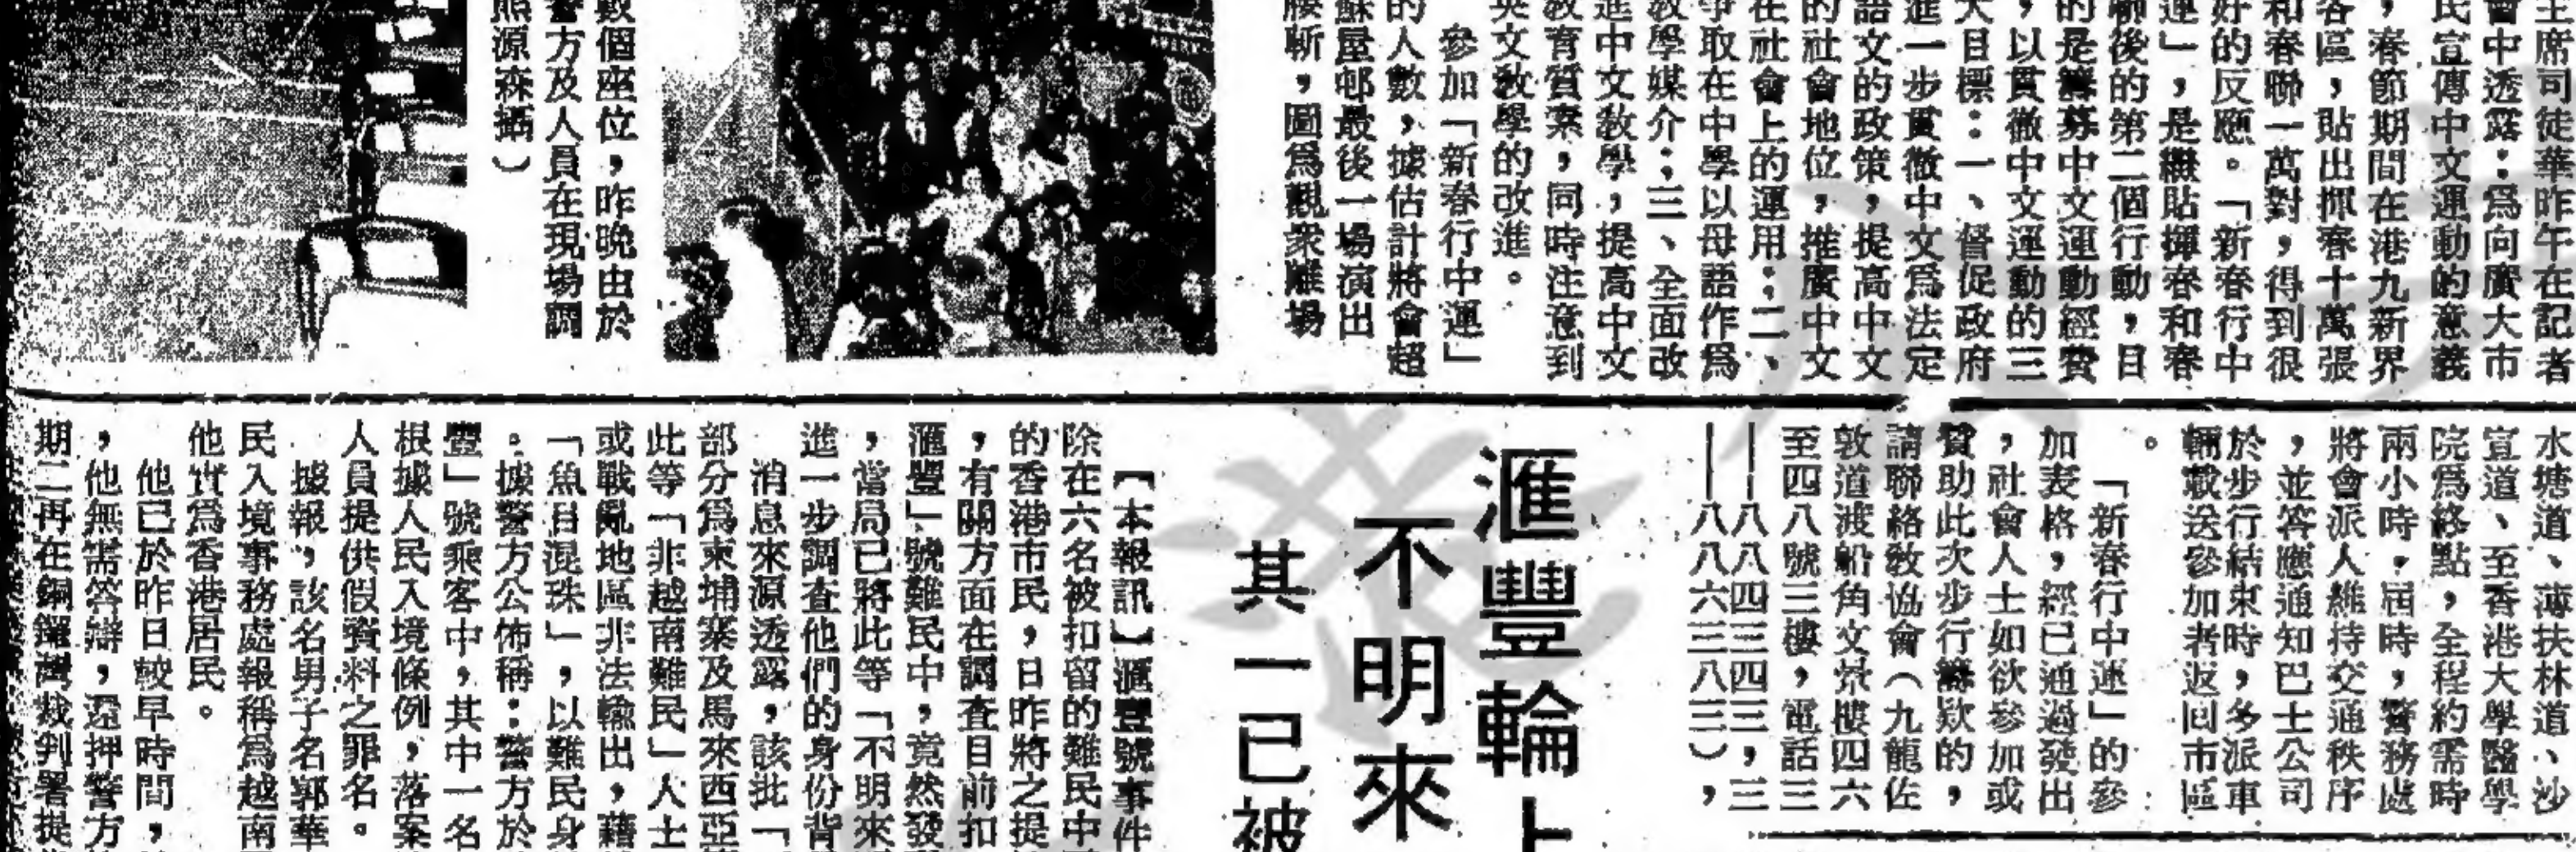 主席司徒華昨午在記者
會中透露：爲向廣大市
民宣傳中文運動的意義
，春節期間在港九新界
各區，貼出揮春十萬張
和春聯一萬對，得到很
好的反應。「新春行中
運」，是繼貼揮春和春
聯後的第二個行動，目
的是籌募中文運動經費
，以貫徹中文運動的三
大目標：一、督促政府
進一步貫徹中文爲法定
語文的政策，提高中文
的社會地位，推廣中文
在社會上的運用；二、
爭取在中學以母語作爲
教學媒介；三、全面改
進中文教學，提高中文
教育質素，同時注意到
英文教學的改進。
參加「新春行中運」
的人數，據估計將會超
蘇屋邨最後一場演出
腰斬，圖爲觀衆離場
數個座位，昨晚由於
警方及人員在現場調
熊源森攝）
水塘道、薄扶林道、沙
宣道、至香港大學醫學
院爲終點，全程約需時
兩小時。屆時，警務處
將會派人維持交通秩序
，並答應通知巴士公司
於步行結束時，多派車
輛載送參加者返回市區
。
「新春行中運」的參
加表格，經已通過發出
，社會人士如欲參加或
贊助此次步行籌欵的，
請聯絡教協會（九龍佐
敦道渡船角文景樓四六
至四八號三樓，電話三
——八八四三四三，三
——八八六三八三），
滙豐輪上
不明來
其一已被
【本報訊】滙豐號事件
除在六名被扣留的難民中
的香港市民，日昨將之提
，有關方面在調查目前扣
滙豐」號難民中，竟然發
，當局已將此等「不明來
進一步調查他們的身份背
消息來源透露，該批「
部分爲柬埔寨及馬來西亞
此等「非越南難民」人士
或戰亂地區非法輸出，藉
「魚目混珠」，以難民身
。據警方公佈稱：警方於
豐」號乘客中，其中一名
根據人民入境條例，落案
人員提供假資料之罪名。
據報，該名男子名郭華
民入境事務處報稱爲越南
他實爲香港居民。
他已於昨日較早時間，
，他無需答辯，還押警方
期二再在銅鑼灣裁判署提